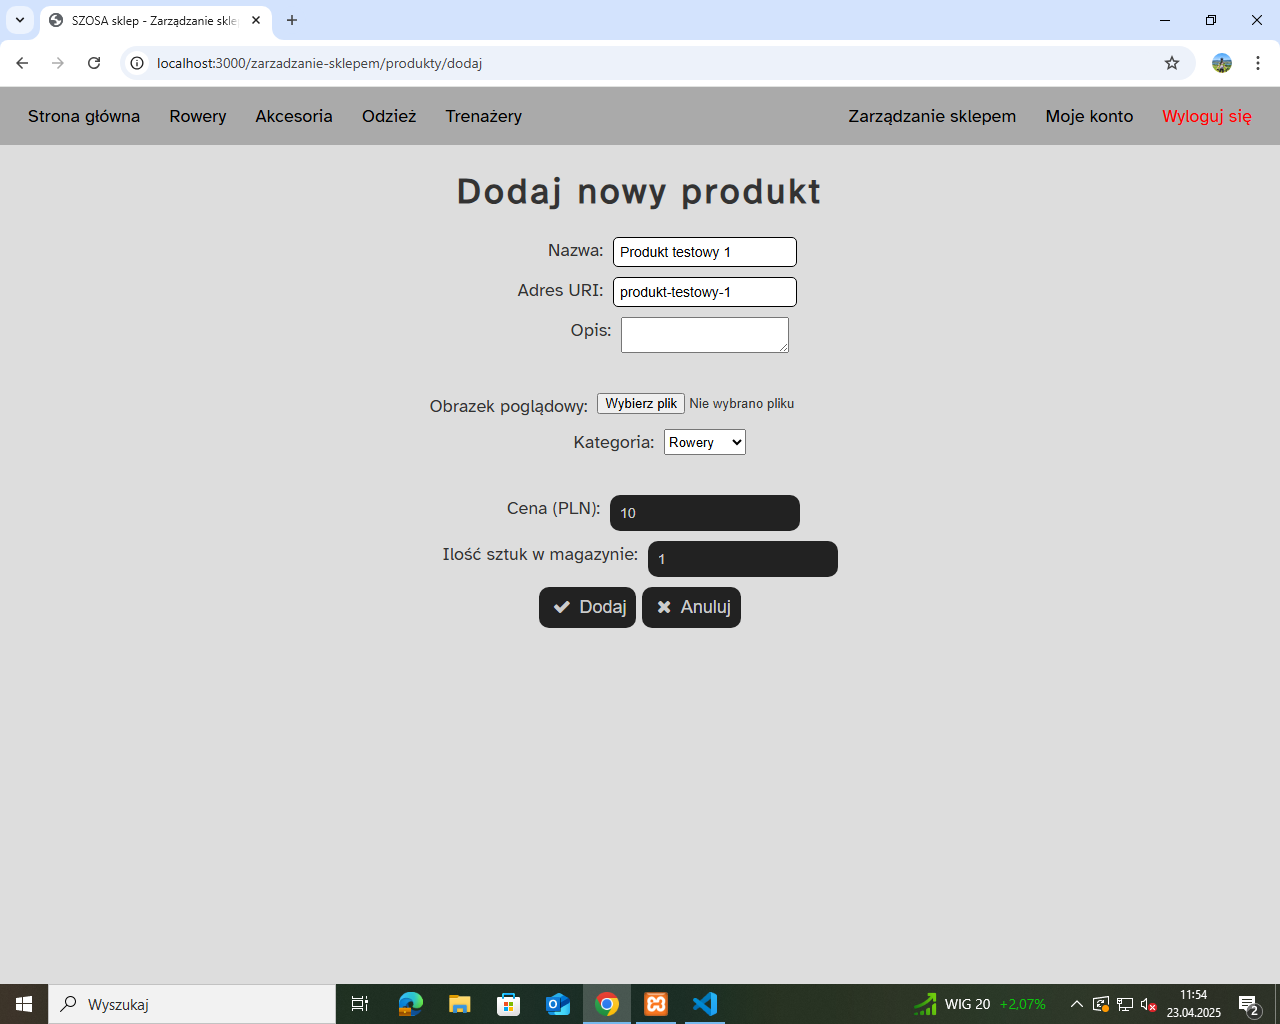 SZOSA sklep - Zarządzanie skle
localhost:3000/zarzadzanie-sklepem/produkty/dodaj
Strona główna Rowery Akcesoria Odzież Trenażery Zarządzanie sklepem Moje konto Wyloguj się
Dodaj nowy produkt
Nazwa: Produkt testowy 1
Adres URI: produkt-testowy-1
Opis:
Obrazek poglądowy: Wybierz plik Nie wybrano pliku
Kategoria: Rowery
Cena (PLN): 10
Ilość sztuk w magazynie: 1
Dodaj Anuluj
Wyszukaj WIG 20 +2,07% 11:54
23.04.2025 2